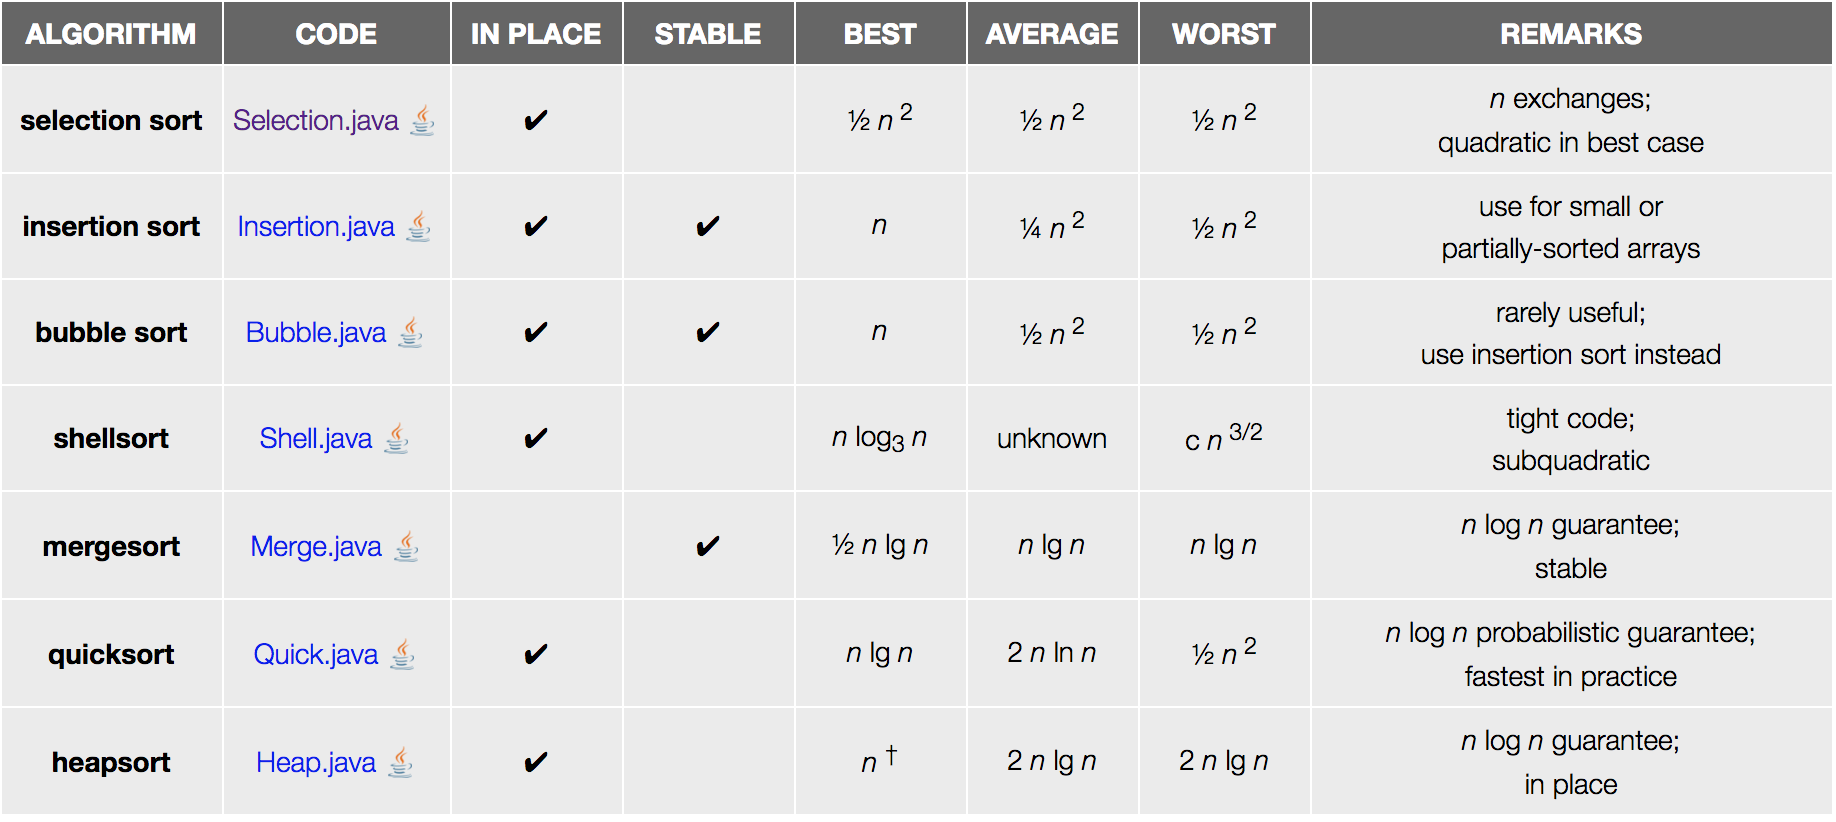 ALGORITHM CODE IN PLACE STABLE BEST AVERAGE WORST REMARKS
selection sort Selection.java ✔ ½ n ² ½ n ² ½ n ² n exchanges;
quadratic in best case
insertion sort Insertion.java ✔ ✔ n ¼ n ² ½ n ² use for small or
partially-sorted arrays
bubble sort Bubble.java ✔ ✔ n ½ n ² ½ n ² rarely useful;
use insertion sort instead
shellsort Shell.java ✔ n log₃ n unknown c n ³/² tight code;
subquadratic
mergesort Merge.java ✔ ½ n lg n n lg n n lg n n log n guarantee;
stable
quicksort Quick.java ✔ n lg n 2 n ln n ½ n ² n log n probabilistic guarantee;
fastest in practice
heapsort Heap.java ✔ n † 2 n lg n 2 n lg n n log n guarantee;
in place